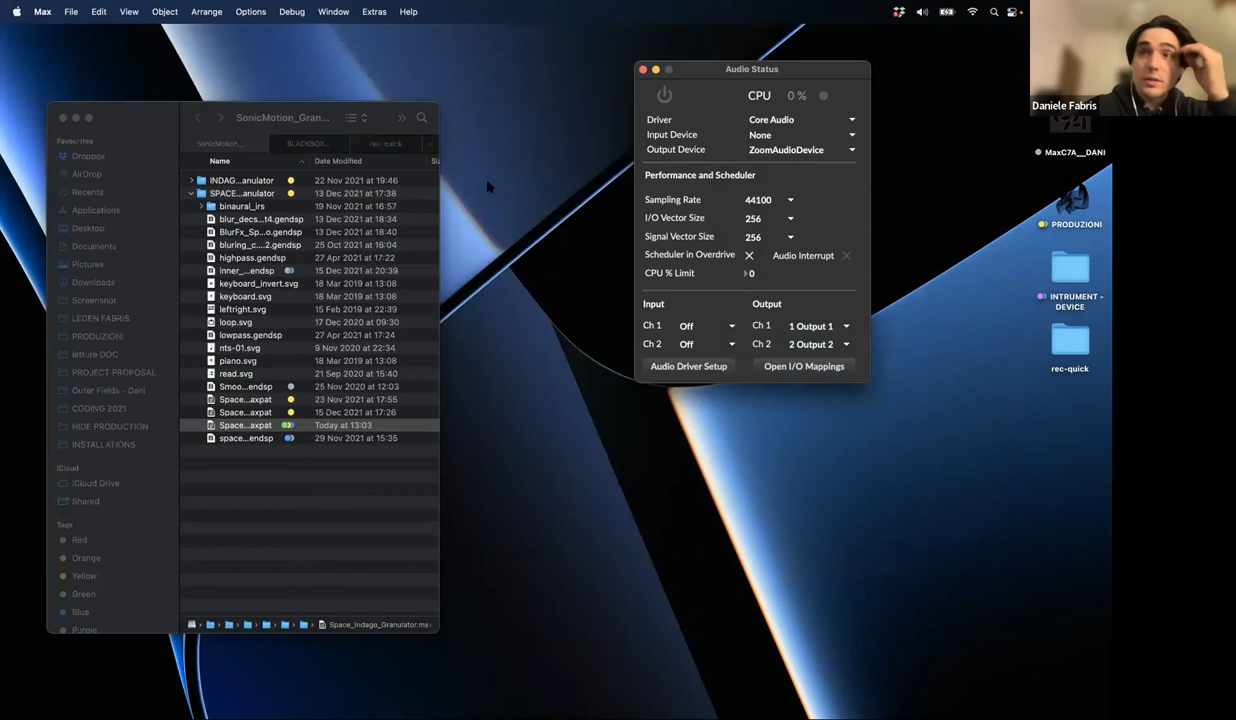 Max File Edit View Object Arrange Options Debug Window Extras Help
Daniele Fabris
SonicMotion_Gran...
Favourites
Dropbox
AirDrop
Recents
Applications
Desktop
Documents
Pictures
Downloads
Screenshot
LEDEN FABRIS
PRODUZIONI
letture DOC
PROJECT PROPOSAL
Outer Fields - Dani
CODING 2021
HIDE PRODUCTION
INSTALLATIONS
iCloud
iCloud Drive
Shared
Tags
Red
Orange
Yellow
Green
Blue
Purple
SonicMotion_... BLACKBOX... rec-quick
Name Date Modified
INDAG...anulator 22 Nov 2021 at 19:46
SPACE...anulator 13 Dec 2021 at 17:38
binaural_irs 19 Nov 2021 at 16:57
blur_decs...t4.gendsp 13 Dec 2021 at 18:34
BlurFx_Sp...o.gendsp 13 Dec 2021 at 18:40
bluring_c....2.gendsp 25 Oct 2021 at 16:04
highpass.gendsp 27 Apr 2021 at 17:22
inner_...endsp 15 Dec 2021 at 20:39
keyboard_invert.svg 18 Mar 2019 at 13:08
keyboard.svg 18 Mar 2019 at 13:08
leftright.svg 15 Feb 2019 at 22:39
loop.svg 17 Dec 2020 at 09:30
lowpass.gendsp 27 Apr 2021 at 17:24
nts-01.svg 9 Nov 2020 at 22:34
piano.svg 18 Mar 2019 at 13:08
read.svg 21 Sep 2020 at 15:40
Smoo...endsp 25 Nov 2020 at 12:03
Space...axpat 23 Nov 2021 at 17:55
Space...axpat 15 Dec 2021 at 17:26
Space...axpat Today at 13:03
space...endsp 29 Nov 2021 at 15:35
Space_Indago_Granulator.ma
Audio Status
CPU 0 %
Driver Core Audio
Input Device None
Output Device ZoomAudioDevice
Performance and Scheduler
Sampling Rate 44100
I/O Vector Size 256
Signal Vector Size 256
Scheduler in Overdrive Audio Interrupt
CPU % Limit 0
Input Output
Ch 1 Off Ch 1 1 Output 1
Ch 2 Off Ch 2 2 Output 2
Audio Driver Setup Open I/O Mappings
MaxC7A__DANI
PRODUZIONI
INTRUMENT -
DEVICE
rec-quick